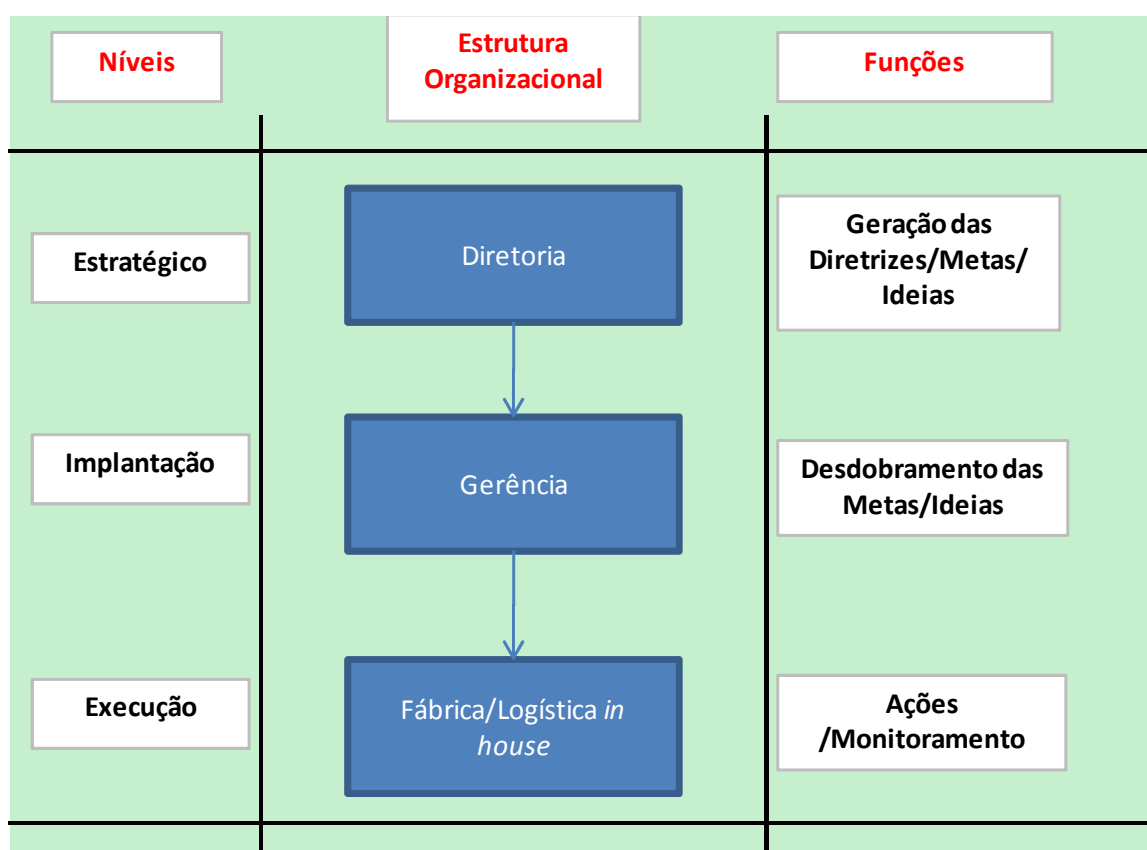 Níveis
Estrutura
Organizacional
Funções
Estratégico
Diretoria
Geração das
Diretrizes/Metas/
Ideias
Implantação
Gerência
Desdobramento das
Metas/Ideias
Execução
Fábrica/Logística in
house
Ações
/Monitoramento